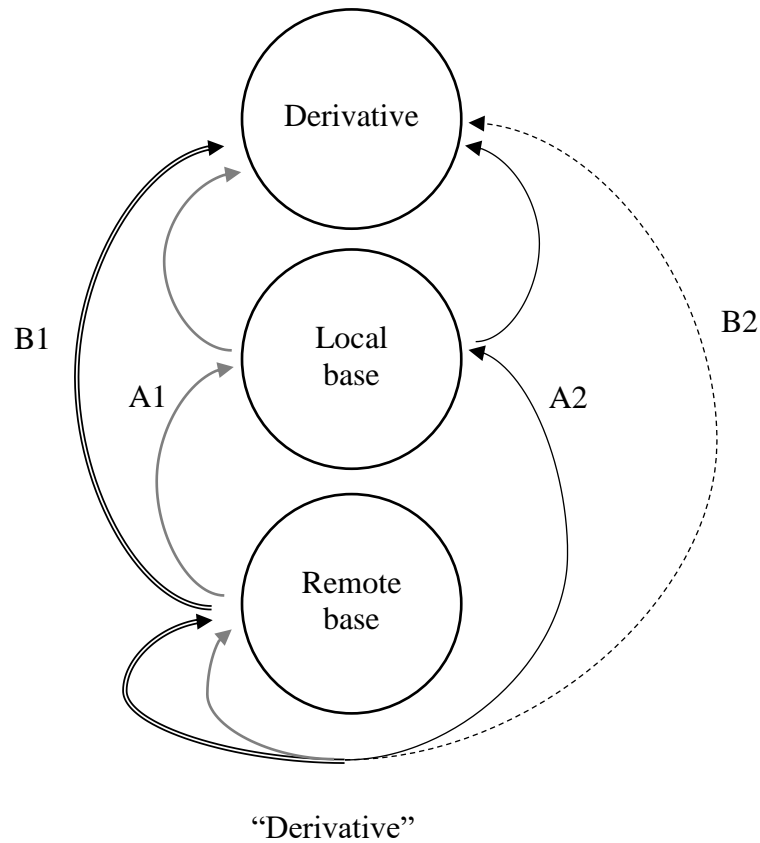 Derivative
B1
Local
base
B2
A1
A2
Remote
base
“Derivative”